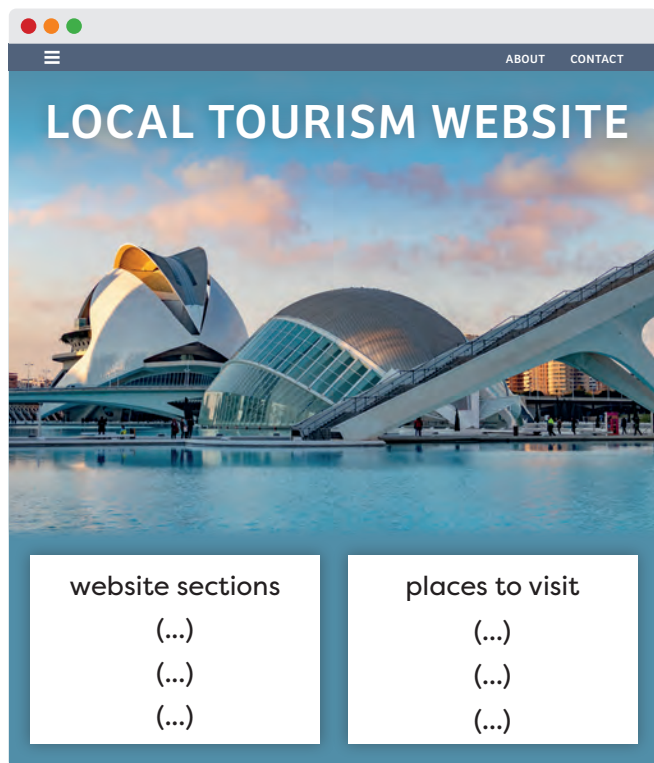 ABOUT CONTACT
LOCAL TOURISM WEBSITE
website sections
(...)
(...)
(...)
places to visit
(...)
(...)
(...)